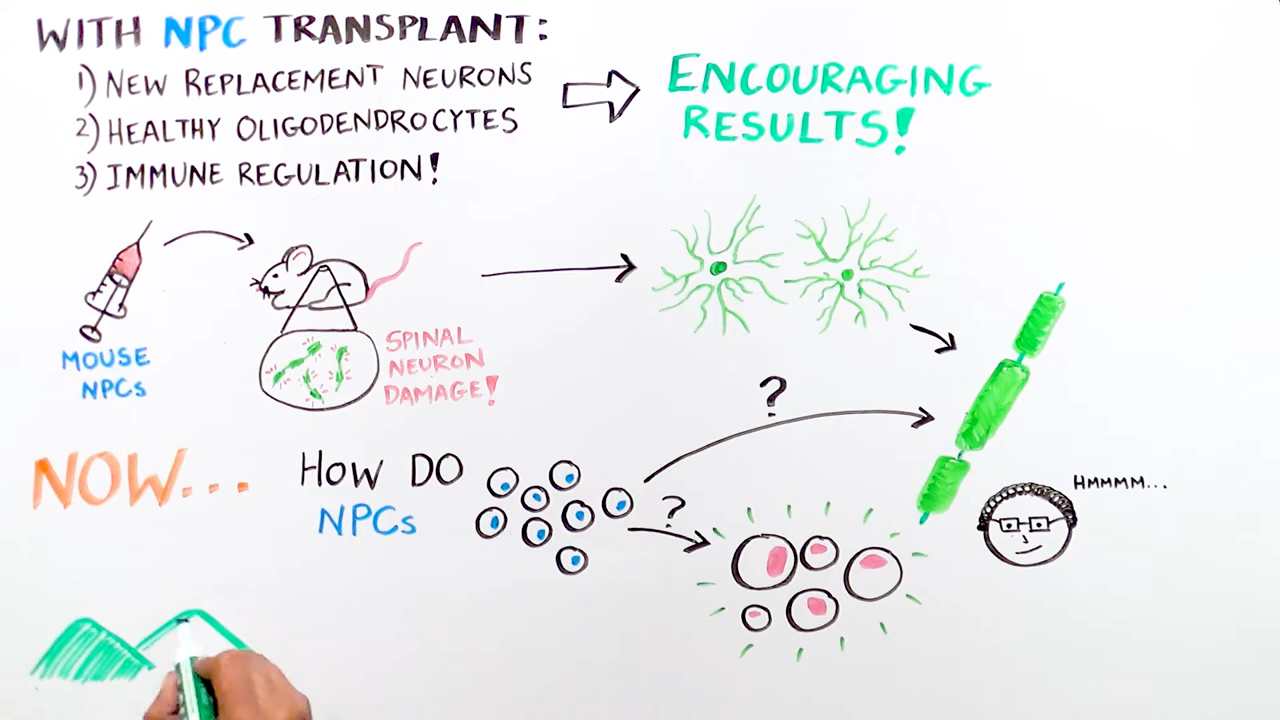 WITH NPC TRANSPLANT:
1) NEW REPLACEMENT NEURONS
2) HEALTHY OLIGODENDROCYTES
3) IMMUNE REGULATION!
ENCOURAGING
RESULTS!
MOUSE
NPCs
SPINAL
NEURON
DAMAGE!
?
NOW...
HOW DO
NPCs
?
HMMMM...